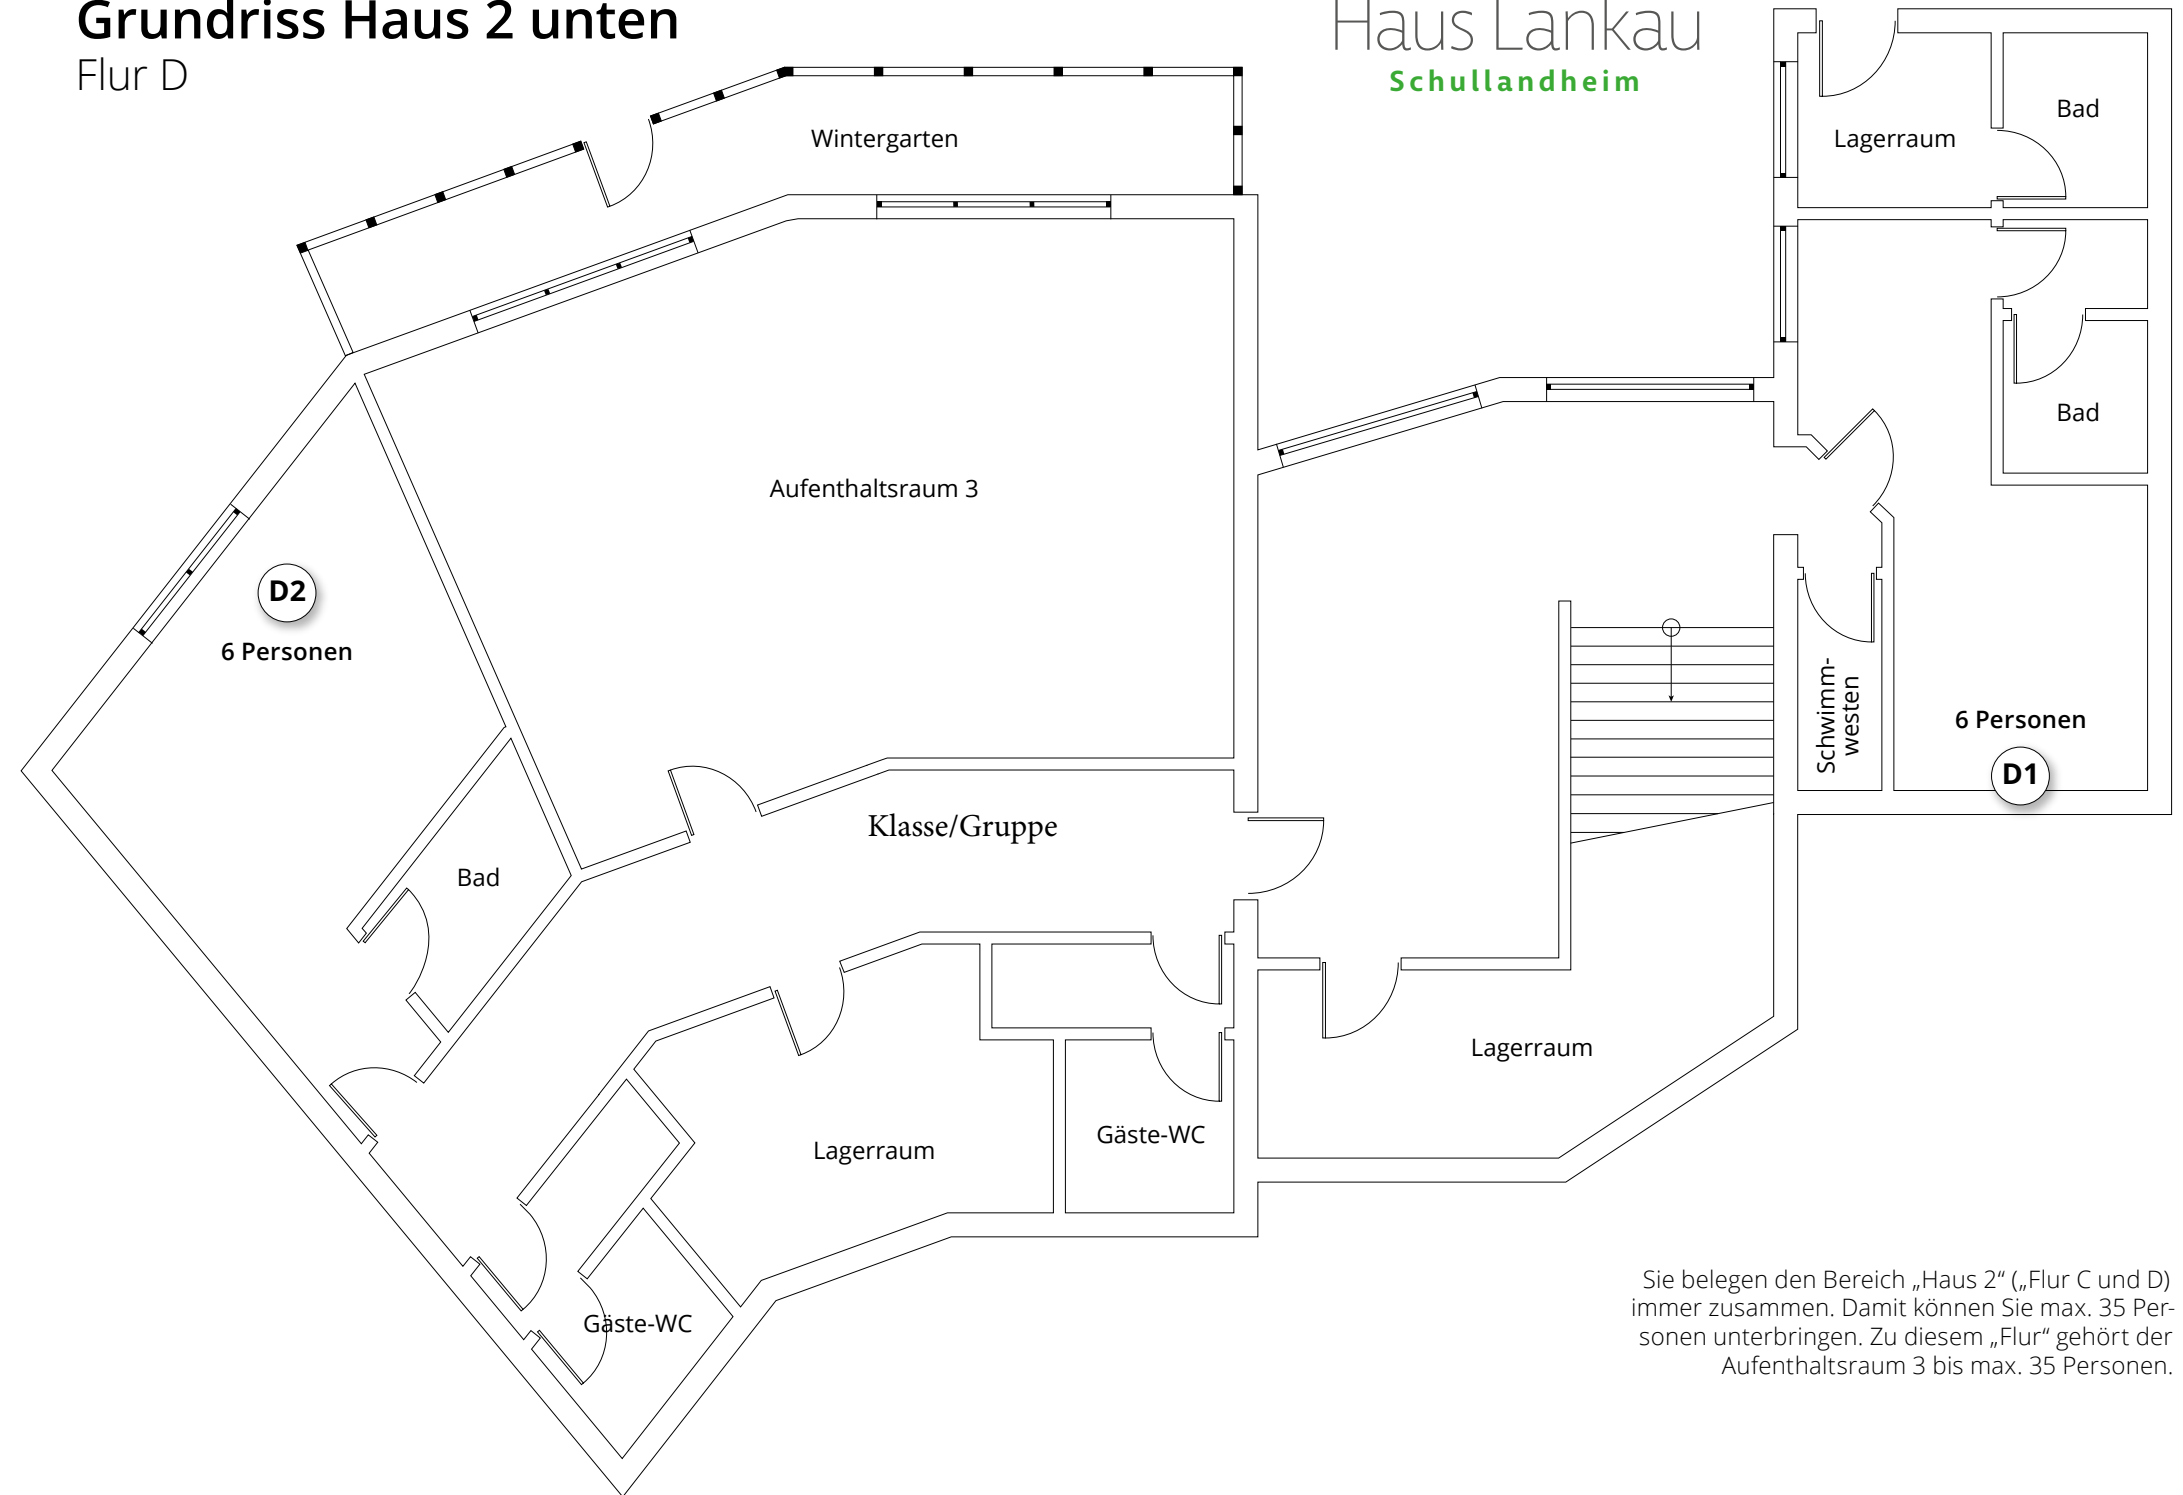 Grundriss Haus 2 unten
Flur D
Haus Lankau
Schullandheim
Wintergarten
Lagerraum
Bad
Bad
Aufenthaltsraum 3
D2
6 Personen
Schwimm-
westen
6 Personen
D1
Klasse/Gruppe
Bad
Lagerraum
Lagerraum
Gäste-WC
Gäste-WC
Sie belegen den Bereich „Haus 2“ („Flur C und D)
immer zusammen. Damit können Sie max. 35 Per-
sonen unterbringen. Zu diesem „Flur“ gehört der
Aufenthaltsraum 3 bis max. 35 Personen.